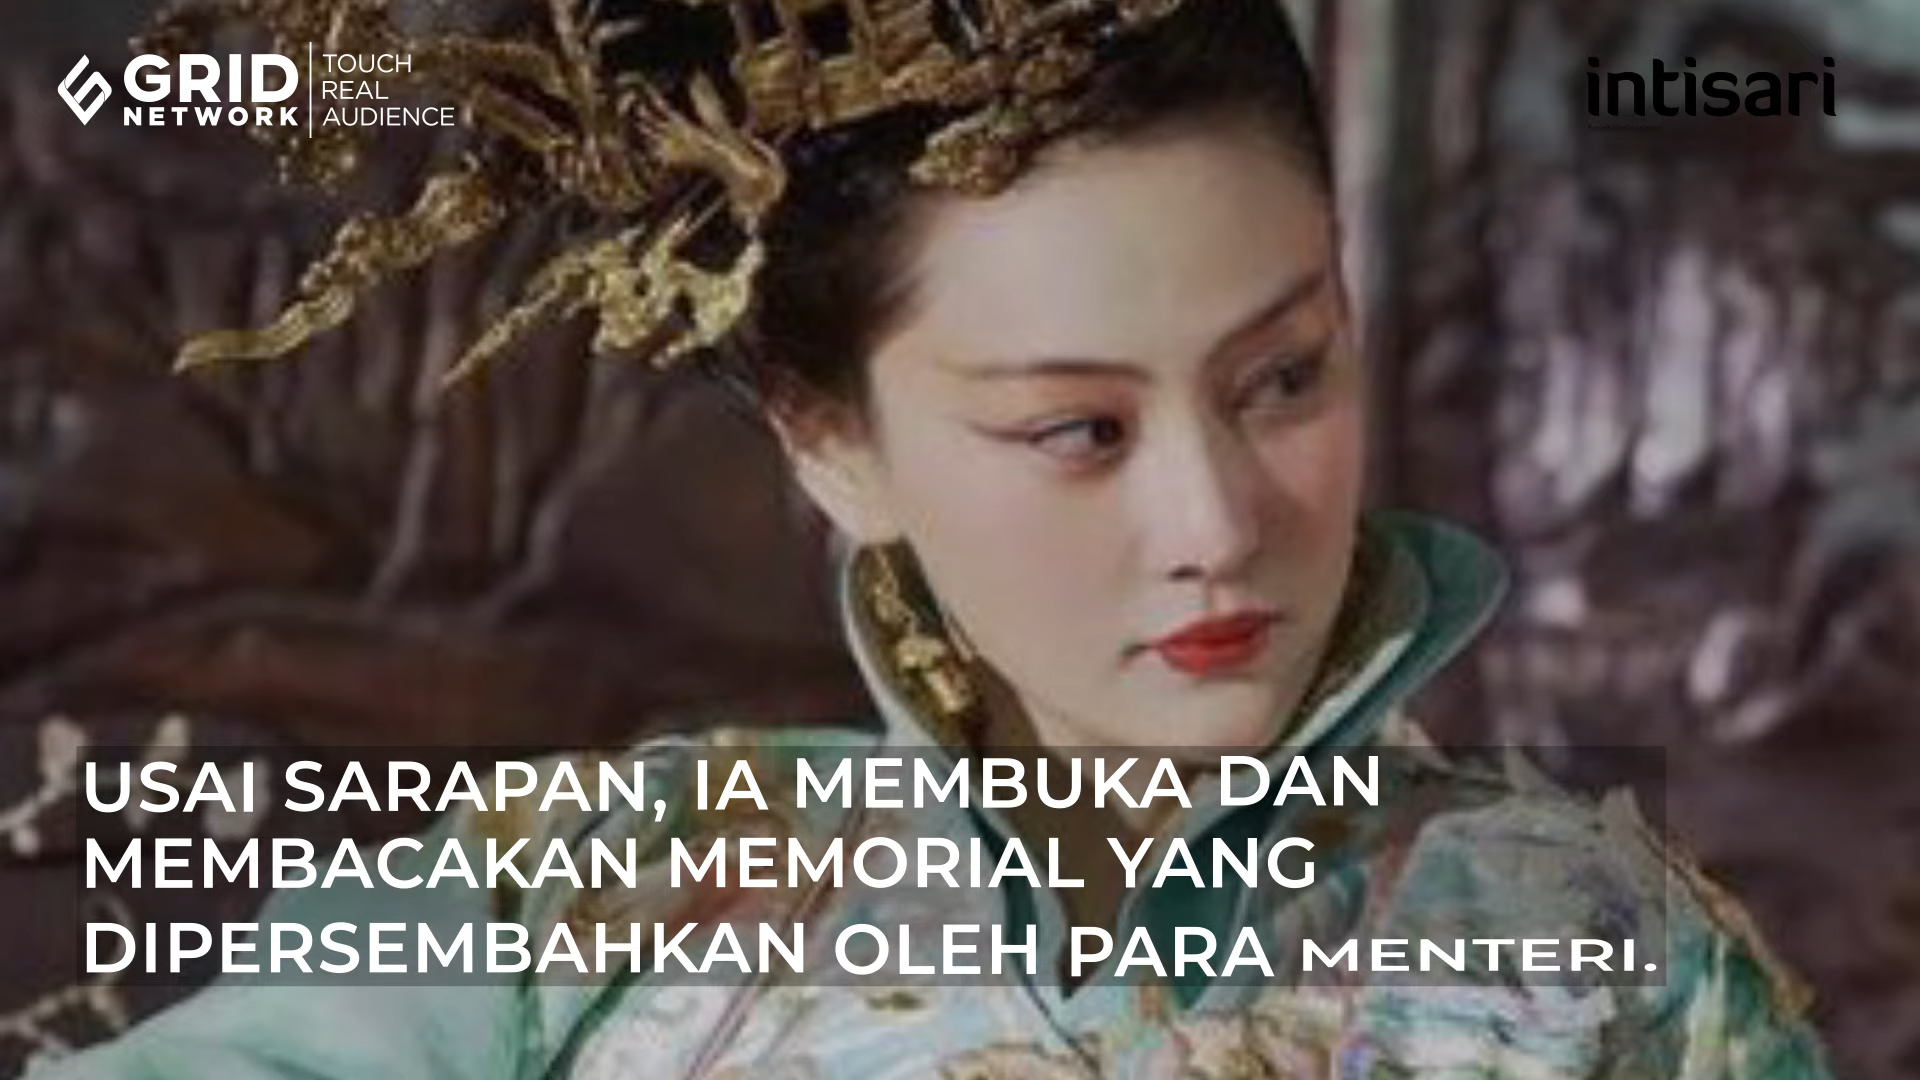 GRID
NETWORK
TOUCH
REAL
AUDIENCE
intisari
USAI SARAPAN, IA MEMBUKA DAN
MEMBACAKAN MEMORIAL YANG
DIPERSEMBAHKAN OLEH PARA MENTERI.